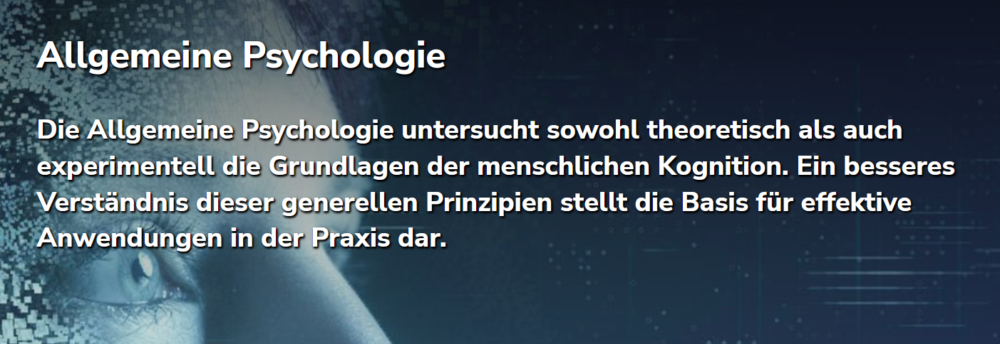 Allgemeine Psychologie
Die Allgemeine Psychologie untersucht sowohl theoretisch als auch
experimentell die Grundlagen der menschlichen Kognition. Ein besseres
Verständnis dieser generellen Prinzipien stellt die Basis für effektive
Anwendungen in der Praxis dar.